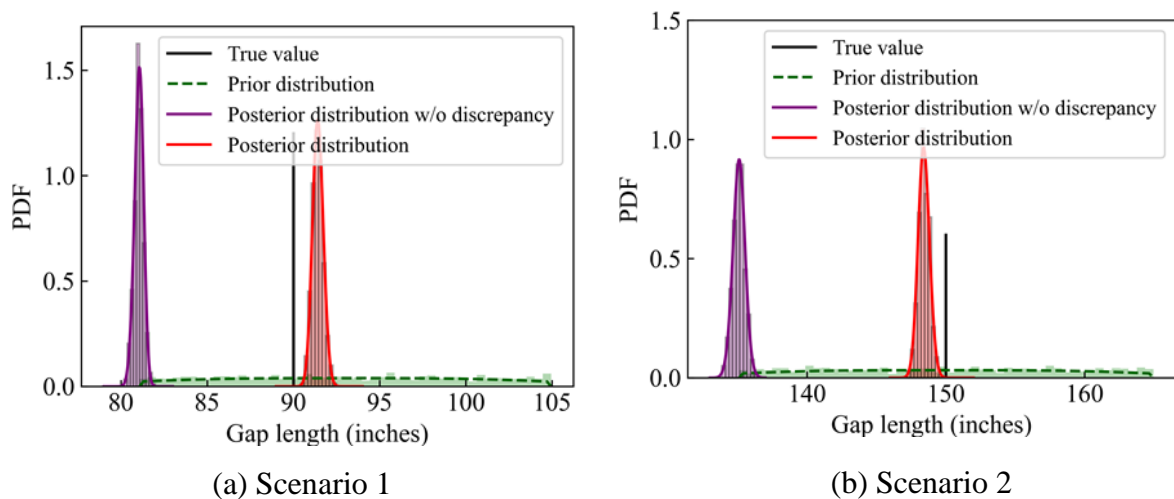 True value
Prior distribution
Posterior distribution w/o discrepancy
Posterior distribution
PDF
1.5
1.0
0.5
0.0
80 85 90 95 100 105
Gap length (inches)
(a) Scenario 1
True value
Prior distribution
Posterior distribution w/o discrepancy
Posterior distribution
PDF
1.5
1.0
0.5
0.0
140 150 160
Gap length (inches)
(b) Scenario 2